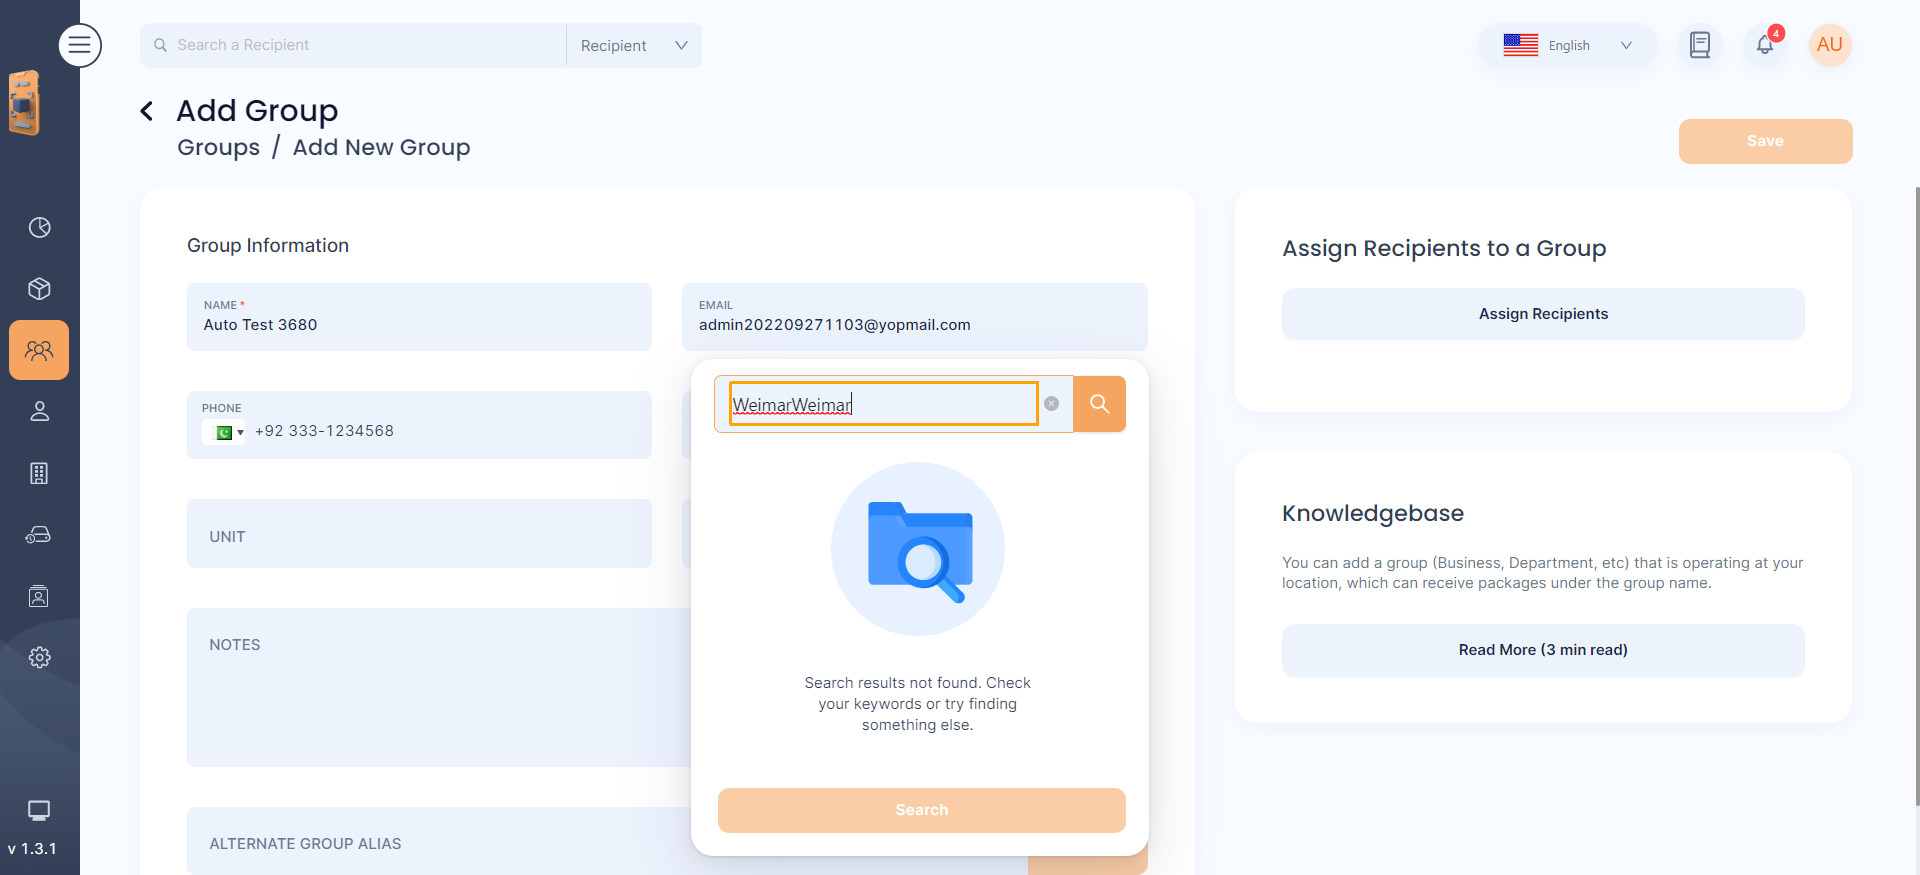 Search a Recipient
Recipient
English
4
AU
Add Group
Groups / Add New Group
Save
Group Information
NAME *
Auto Test 3680
EMAIL
admin202209271103@yopmail.com
PHONE
+92 333-1234568
UNIT
NOTES
ALTERNATE GROUP ALIAS
WeimarWeimar
Search results not found. Check
your keywords or try finding
something else.
Search
Assign Recipients to a Group
Assign Recipients
Knowledgebase
You can add a group (Business, Department, etc) that is operating at your
location, which can receive packages under the group name.
Read More (3 min read)
v 1.3.1